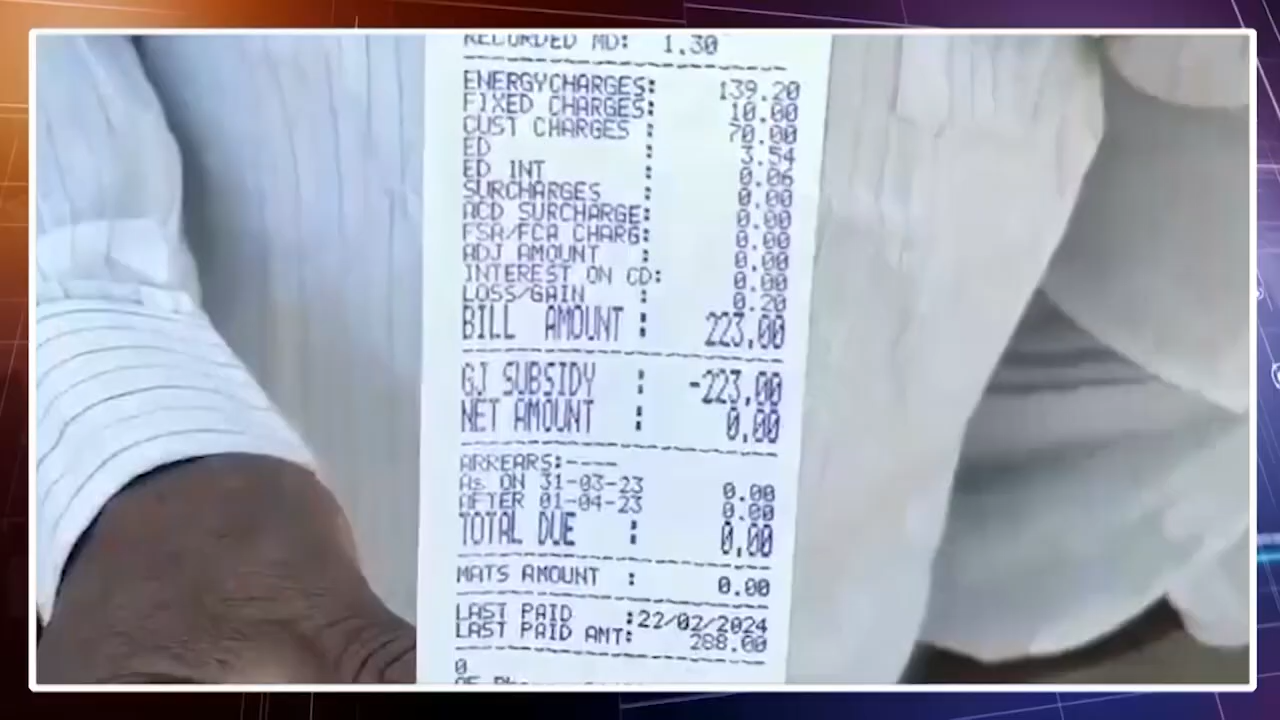 RECORDED MD: 1.30
ENERGYCHARGES: 139.20
FIXED CHARGES: 10.00
CUST CHARGES : 70.00
ED : 3.54
ED INT : 0.06
SURCHARGES : 0.00
ACD SURCHARGE: 0.00
FSA/FCA CHARG: 0.00
ADJ AMOUNT : 0.00
INTEREST ON CD: 0.00
LOSS/GAIN : 0.20
BILL AMOUNT : 223.00
GJ SUBSIDY : -223.00
NET AMOUNT : 0.00
ARREARS:----
As ON 31-03-23 0.00
AFTER 01-04-23 0.00
TOTAL DUE : 0.00
MATS AMOUNT : 0.00
LAST PAID :22/02/2024
LAST PAID AMT: 288.00
0